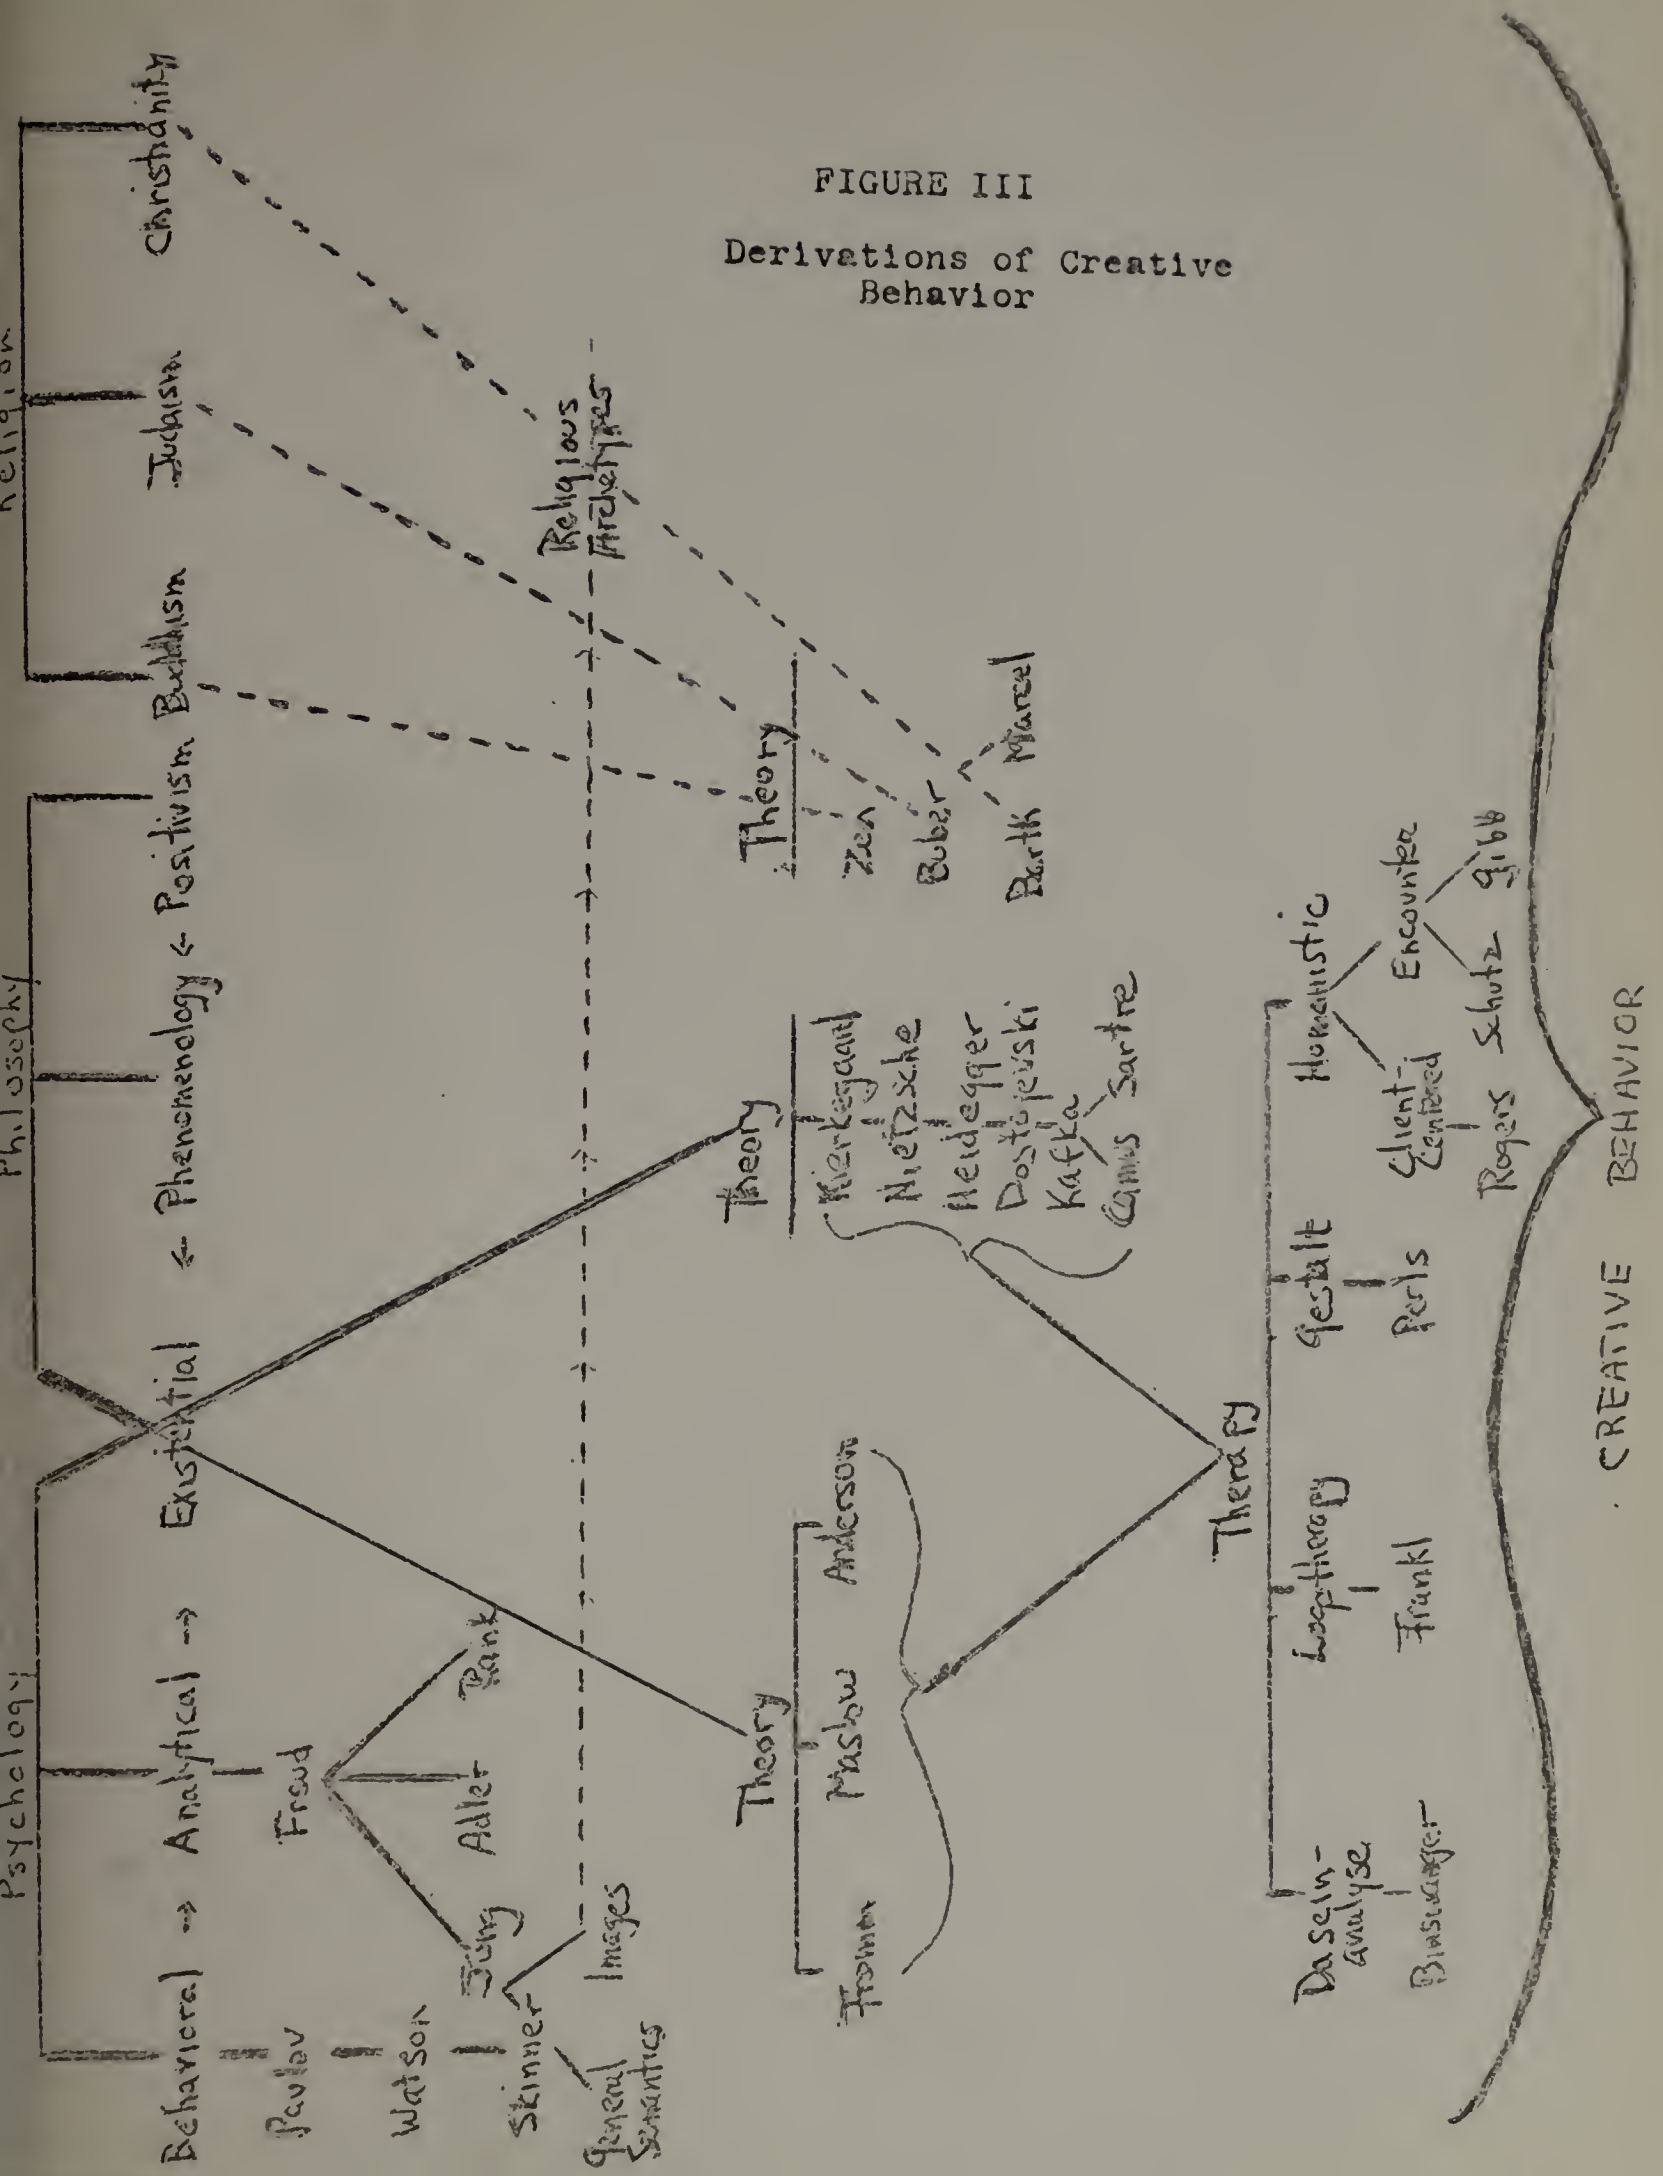 FIGURE III
Derivations of Creative
Behavior
Psychology
Philosophy
Religion
Behavioral → Analytical → Existential ← Phenomenology ← Positivism
Buddhism
Judaism
Christianity
Pavlov
Watson
Skinner
General
Semantics
Images
Freud
Jung
Adler
Rank
Religious
Archetypes
Theory
Fromm
Maslow
Anderson
Theory
Kierkegaard
Nietzsche
Heidegger
Dostojevski
Kafka
Camus
Sartre
Theory
Zen
Buber
Barth
Marcel
Therapy
Dasein-
analyse
Binswanger
Logotherapy
Frankl
Gestalt
Perls
Humanistic
Client-
Centered
Rogers
Encounter
Schutz
Gibb
CREATIVE BEHAVIOR